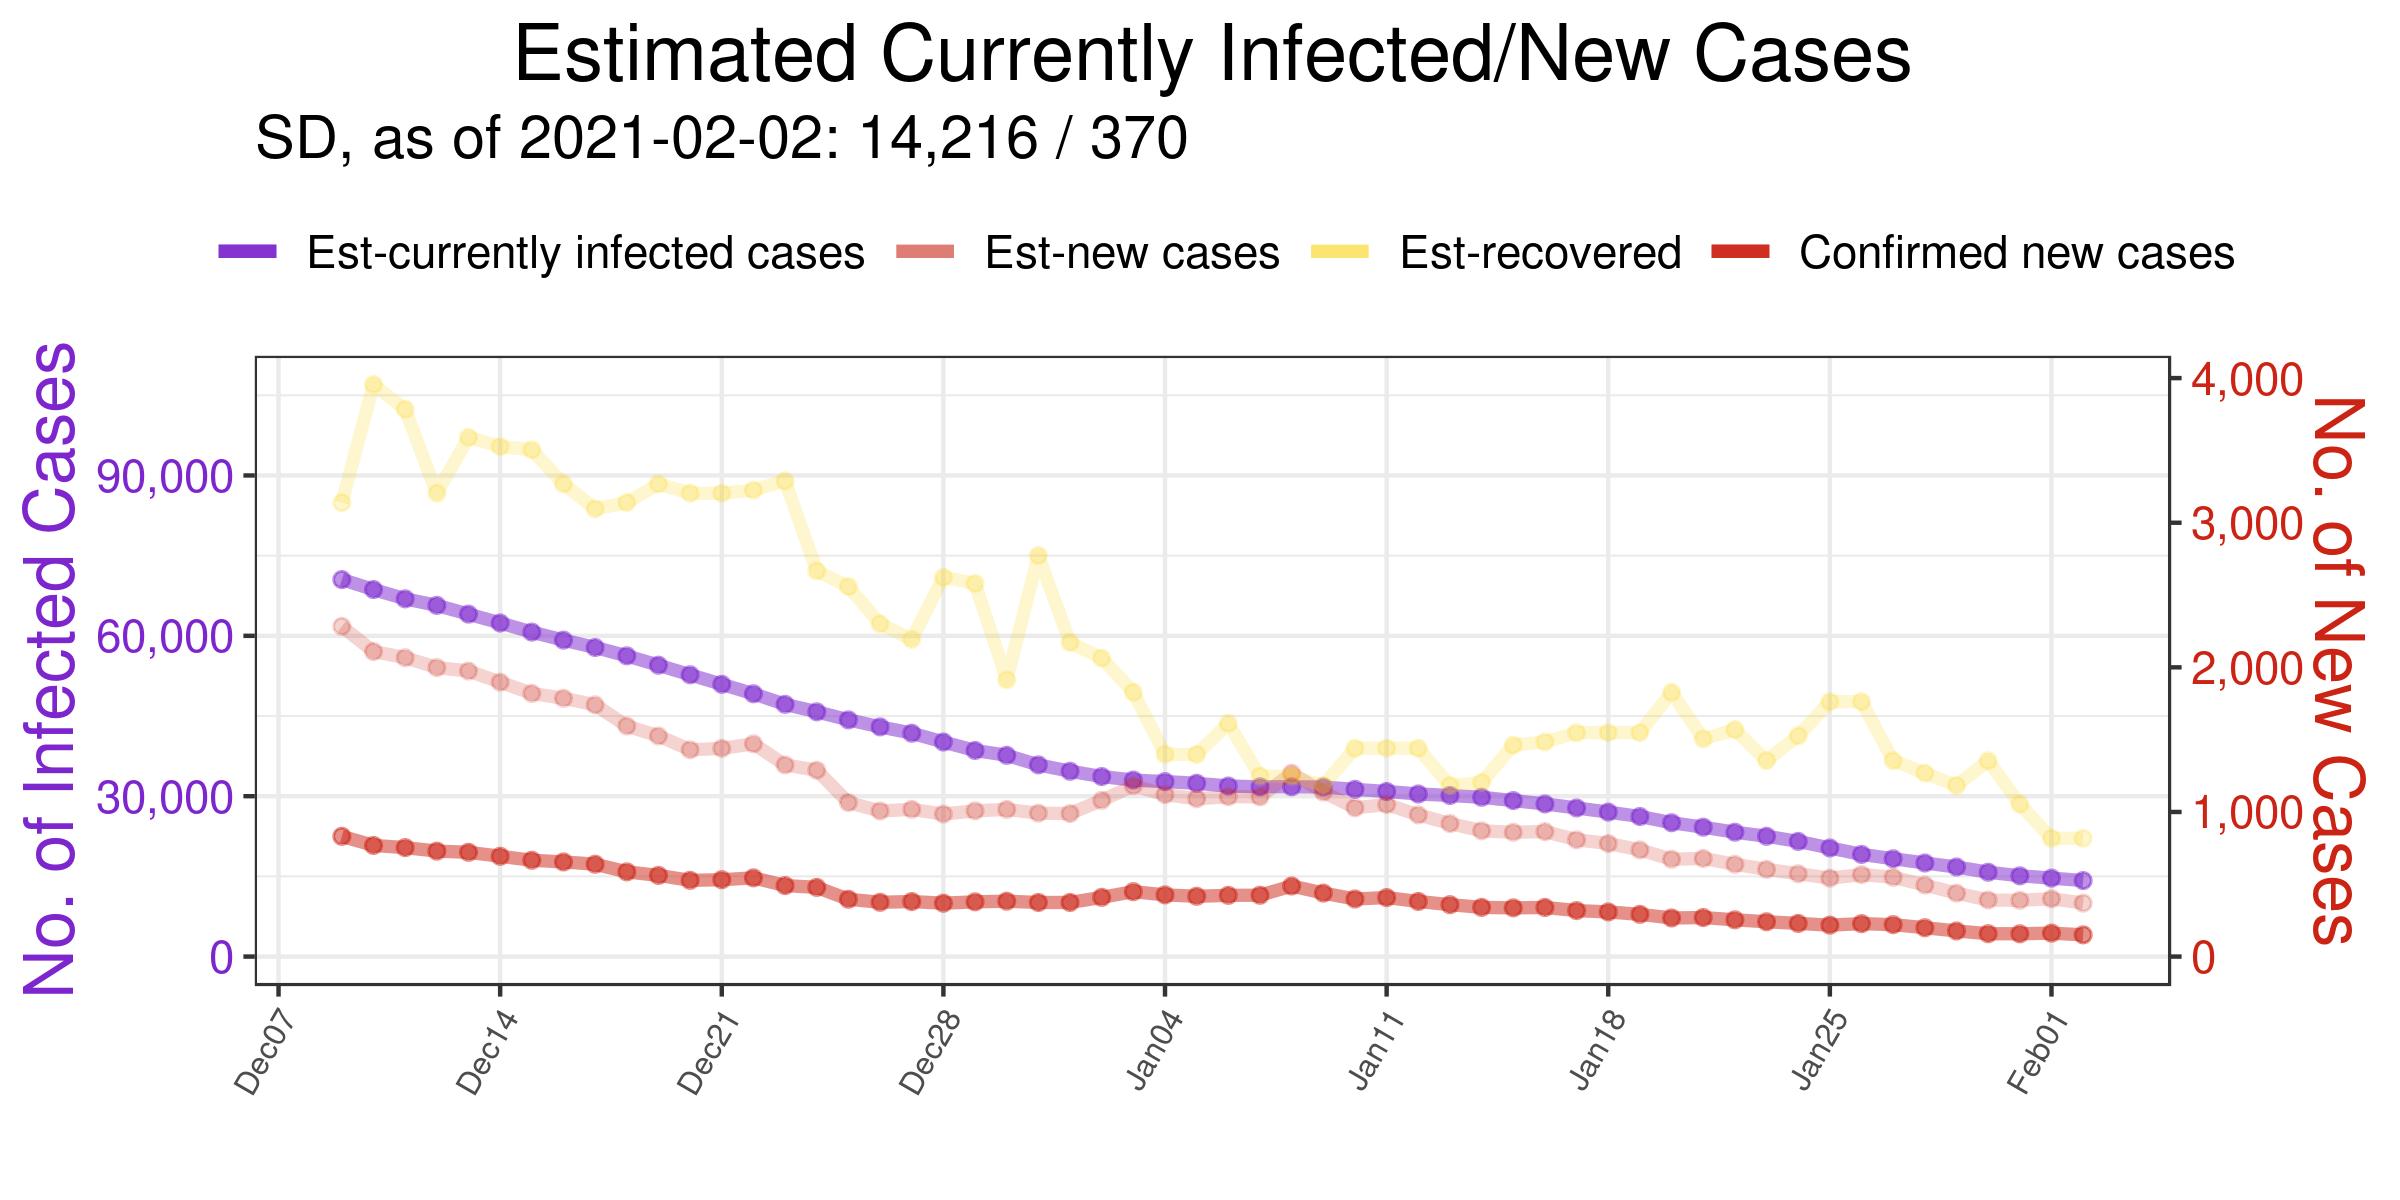 Estimated Currently Infected/New Cases
SD, as of 2021-02-02: 14,216 / 370
Est-currently infected cases
Est-new cases
Est-recovered
Confirmed new cases
No. of Infected Cases
90,000
60,000
30,000
0
4,000
3,000
2,000
1,000
0
No. of New Cases
Dec07
Dec14
Dec21
Dec28
Jan04
Jan11
Jan18
Jan25
Feb01